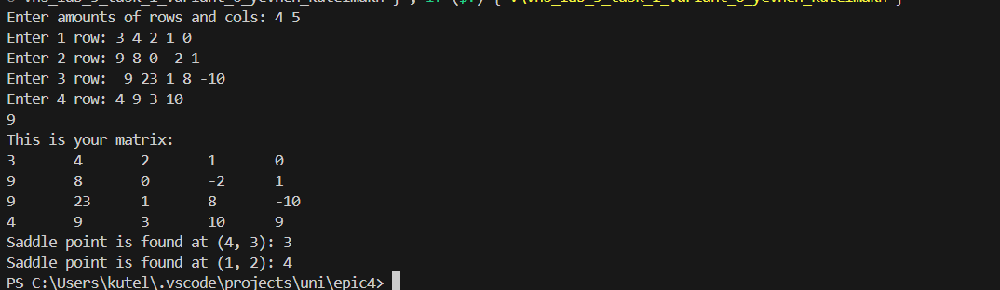 Enter amounts of rows and cols: 4 5
Enter 1 row: 3 4 2 1 0
Enter 2 row: 9 8 0 -2 1
Enter 3 row:  9 23 1 8 -10
Enter 4 row: 4 9 3 10
9
This is your matrix:
3 4 2 1 0
9 8 0 -2 1
9 23 1 8 -10
4 9 3 10 9
Saddle point is found at (4, 3): 3
Saddle point is found at (1, 2): 4
PS C:\Users\kutel\.vscode\projects\uni\epic4>